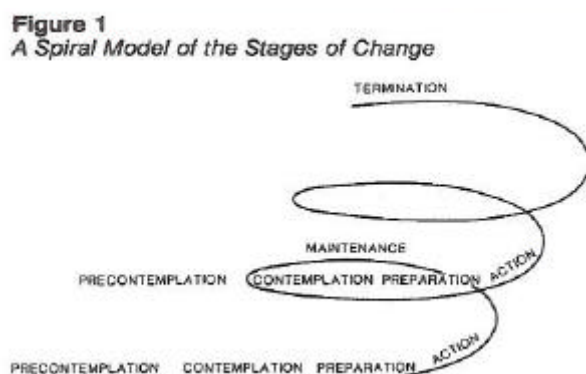 Figure 1
A Spiral Model of the Stages of Change
TERMINATION
MAINTENANCE
PRECONTEMPLATION CONTEMPLATION PREPARATION ACTION
PRECONTEMPLATION CONTEMPLATION PREPARATION ACTION